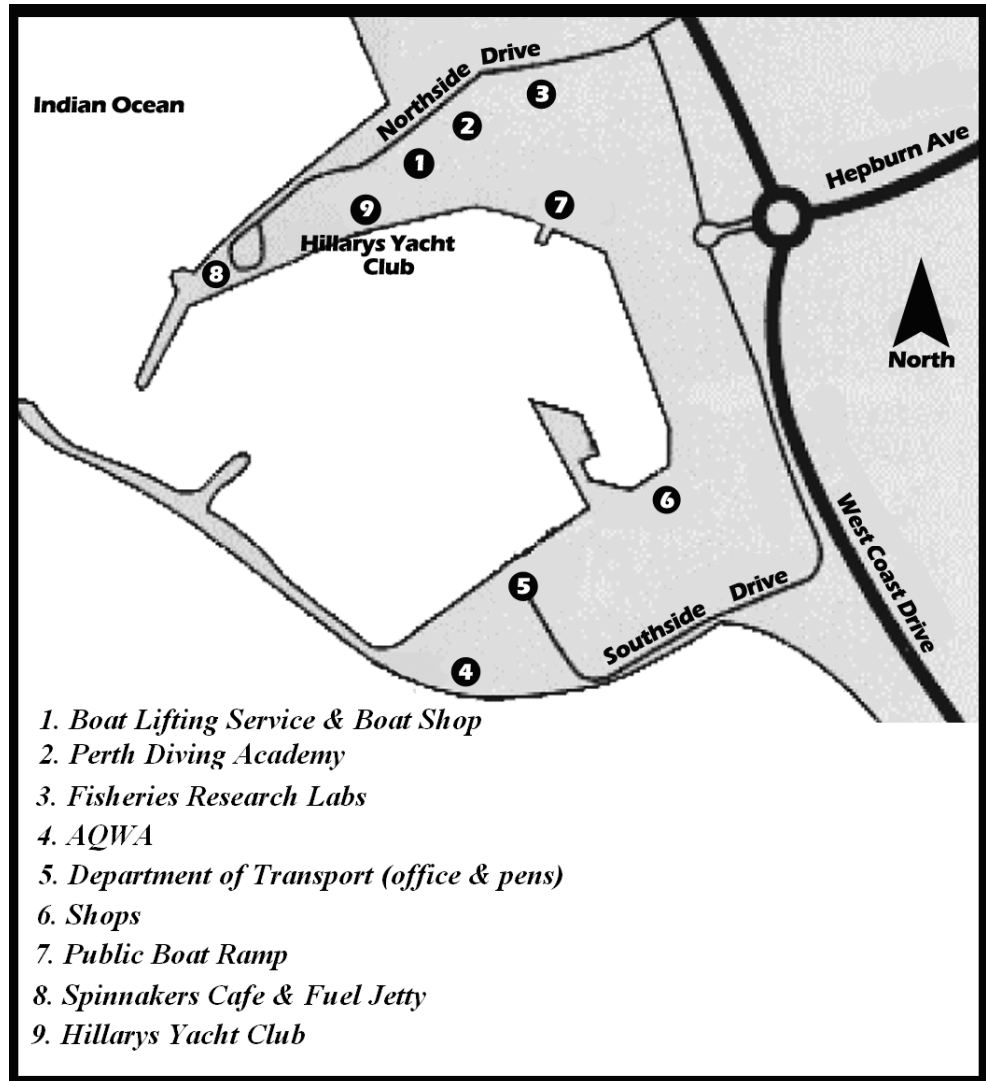 Indian Ocean
Northside Drive
3
2
1
Hepburn Ave
9
7
Hillarys Yacht
Club
8
North
6
West Coast Drive
5
Southside Drive
4
1. Boat Lifting Service & Boat Shop
2. Perth Diving Academy
3. Fisheries Research Labs
4. AQWA
5. Department of Transport (office & pens)
6. Shops
7. Public Boat Ramp
8. Spinnakers Cafe & Fuel Jetty
9. Hillarys Yacht Club